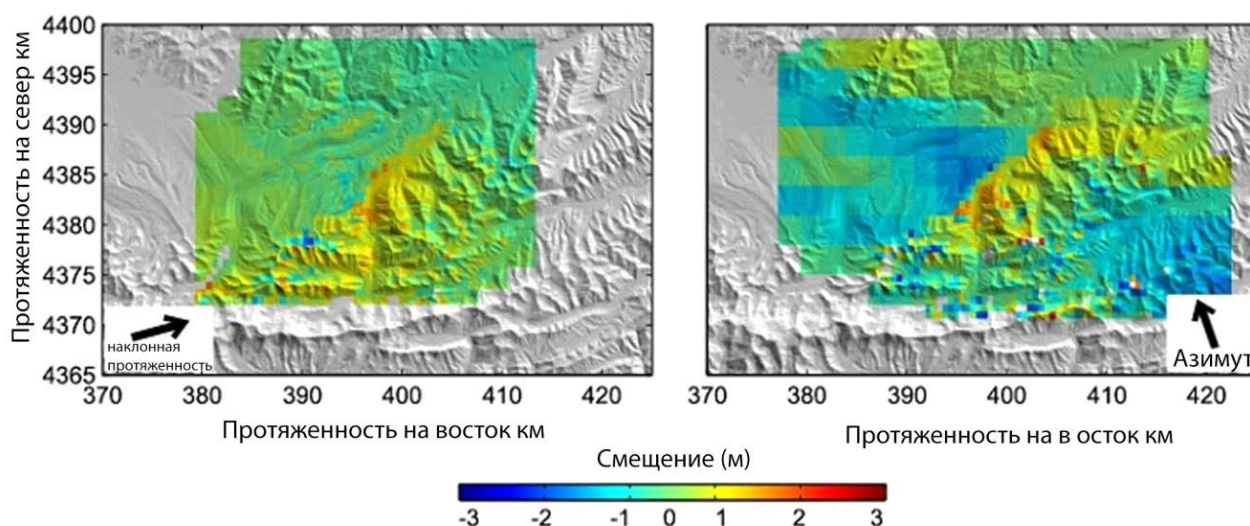 Протяженность на север км
4400
4395
4390
4385
4380
4375
4370
4365
наклонная
протяженность
370 380 390 400 410 420
Протяженность на восток км
Азимут
370 380 390 400 410 420
Протяженность на в осток км
Смещение (м)
-3 -2 -1 0 1 2 3